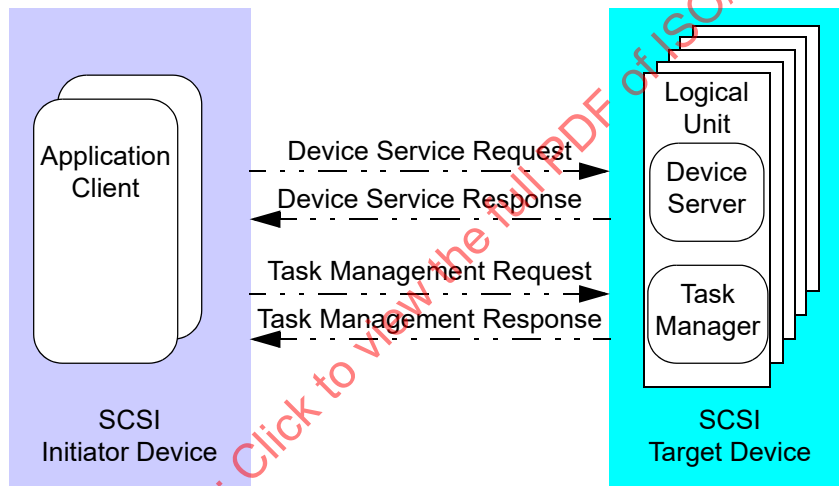 Application
Client
Device Service Request
Device Service Response
Task Management Request
Task Management Response
Logical
Unit
Device
Server
Task
Manager
SCSI
Initiator Device
SCSI
Target Device
Click to view the full PDF of ISO